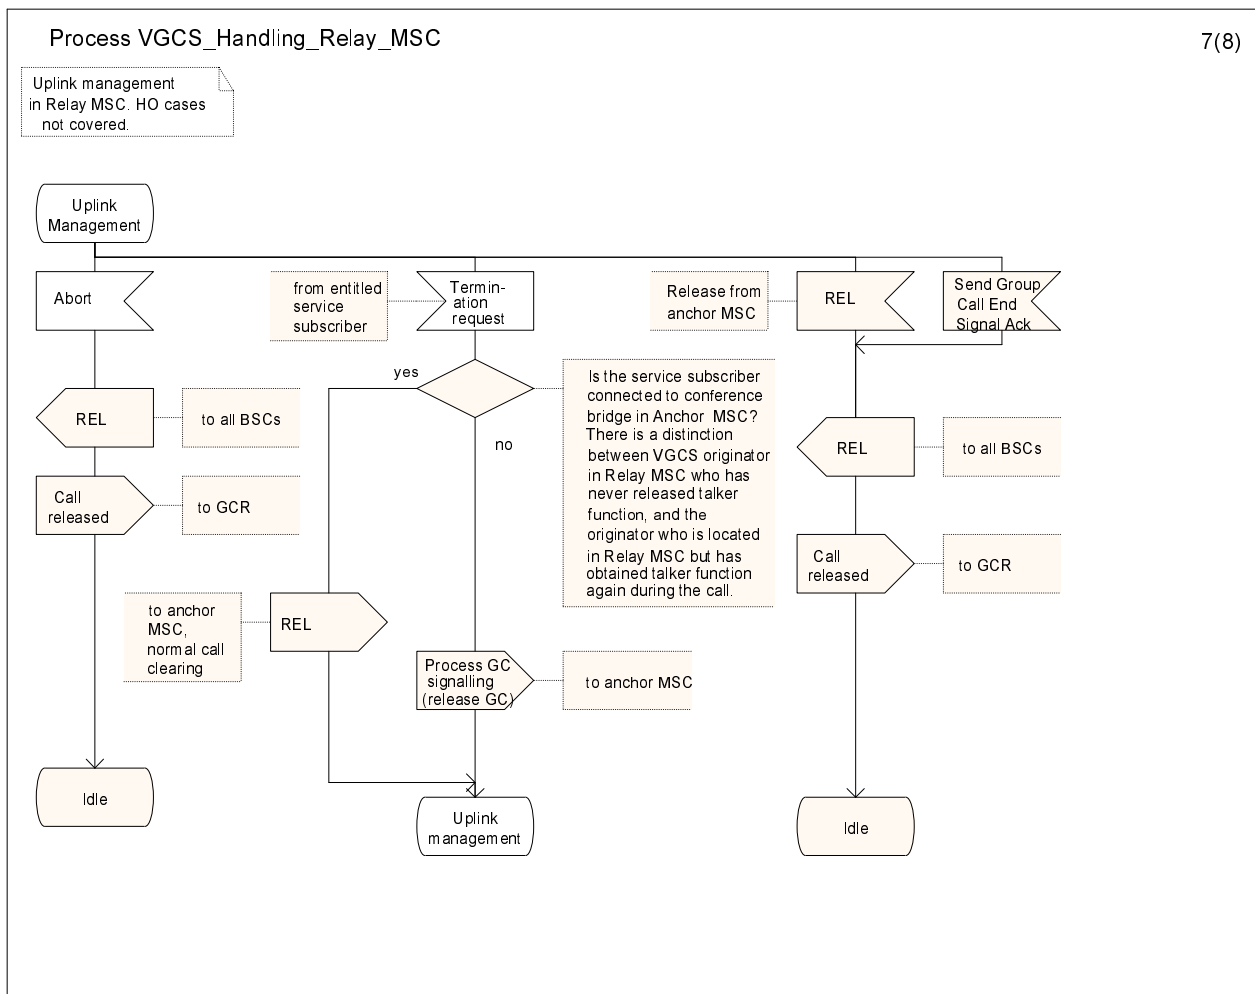 Process VGCS_Handling_Relay_MSC
7(8)
Uplink management
in Relay MSC. HO cases
not covered.
Uplink
Management
Abort
from entitled
service
subscriber
Termin-
ation
request
Release from
anchor MSC
REL
Send Group
Call End
Signal Ack
yes
no
Is the service subscriber
connected to conference
bridge in Anchor MSC?
There is a distinction
between VGCS originator
in Relay MSC who has
never released talker
function, and the
originator who is located
in Relay MSC but has
obtained talker function
again during the call.
REL
to all BSCs
REL
to all BSCs
Call
released
to GCR
Call
released
to GCR
to anchor
MSC,
normal call
clearing
REL
Process GC
signalling
(release GC)
to anchor MSC
Idle
Uplink
management
Idle